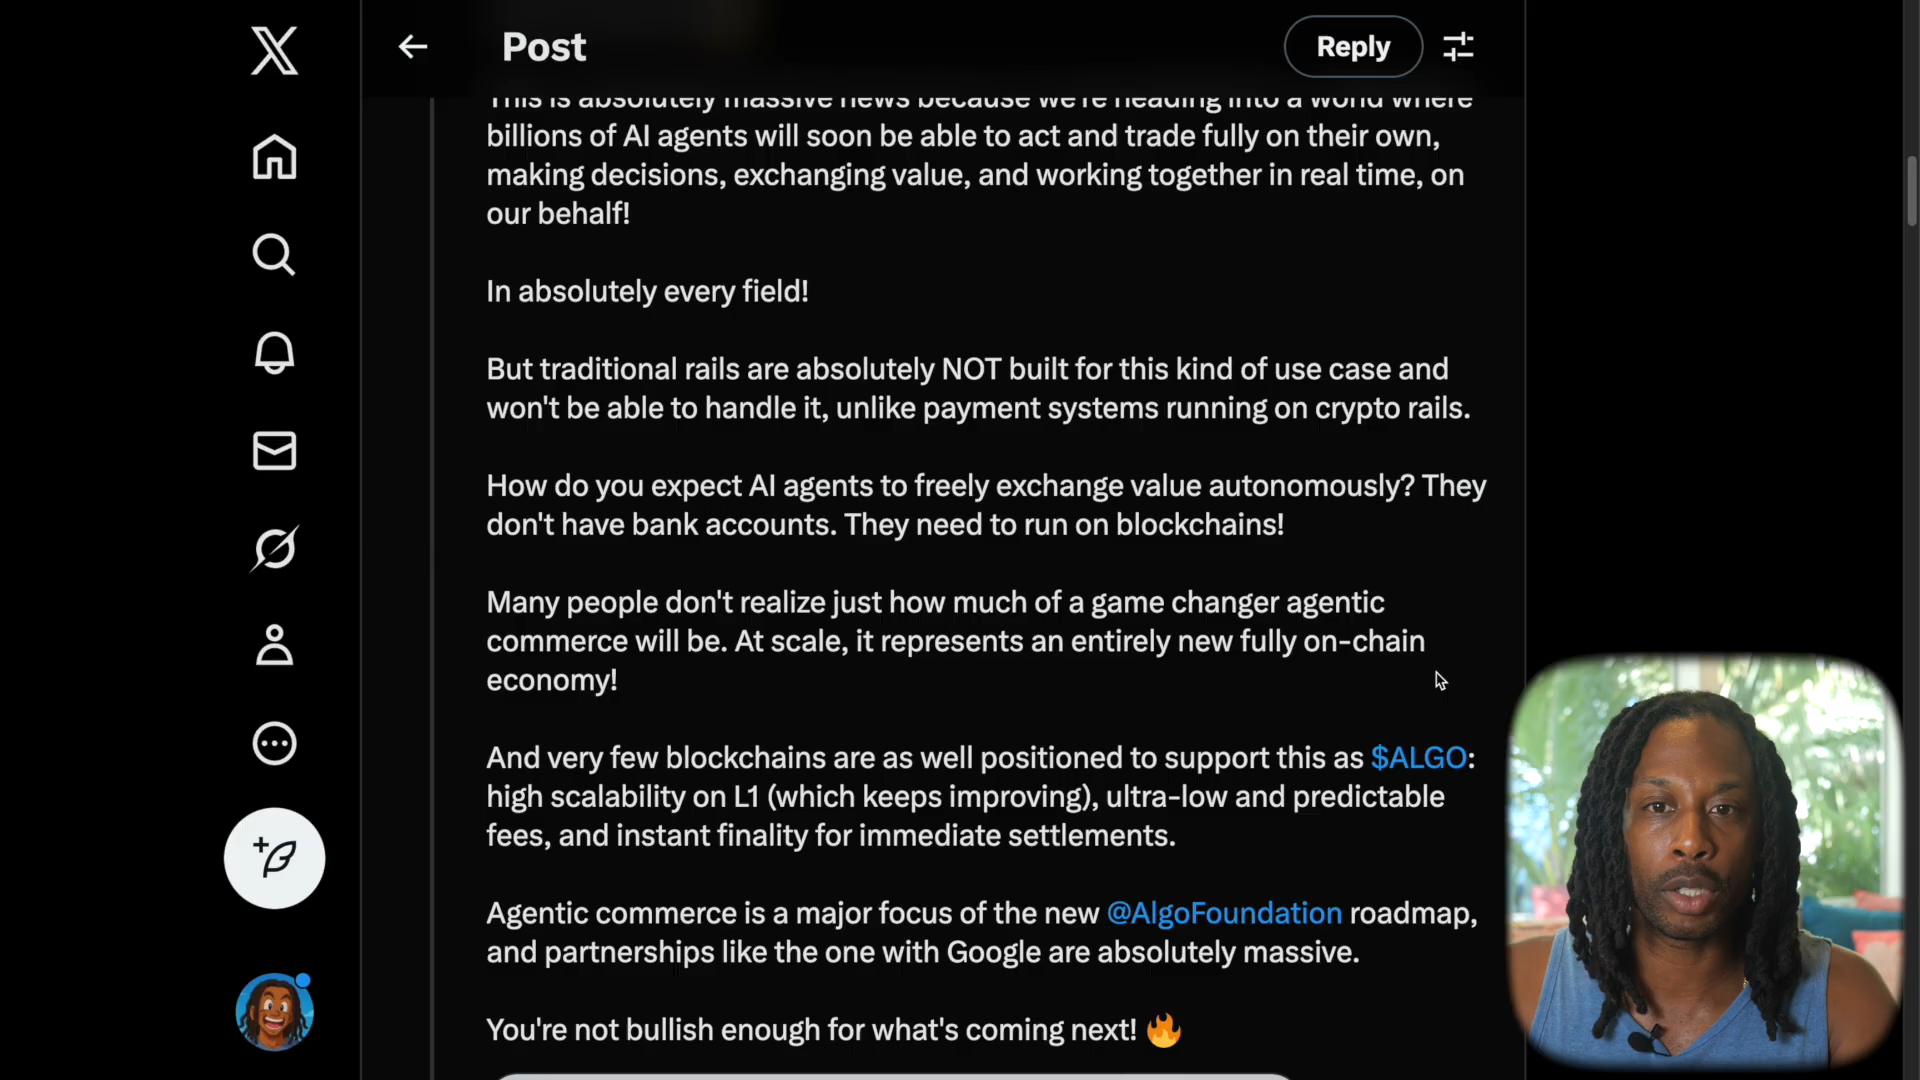 Post
Reply
This is absolutely massive news because we're heading into a world where
billions of AI agents will soon be able to act and trade fully on their own,
making decisions, exchanging value, and working together in real time, on
our behalf!
In absolutely every field!
But traditional rails are absolutely NOT built for this kind of use case and
won't be able to handle it, unlike payment systems running on crypto rails.
How do you expect AI agents to freely exchange value autonomously? They
don't have bank accounts. They need to run on blockchains!
Many people don't realize just how much of a game changer agentic
commerce will be. At scale, it represents an entirely new fully on-chain
economy!
And very few blockchains are as well positioned to support this as $ALGO:
high scalability on L1 (which keeps improving), ultra-low and predictable
fees, and instant finality for immediate settlements.
Agentic commerce is a major focus of the new @AlgoFoundation roadmap,
and partnerships like the one with Google are absolutely massive.
You're not bullish enough for what's coming next! 🔥